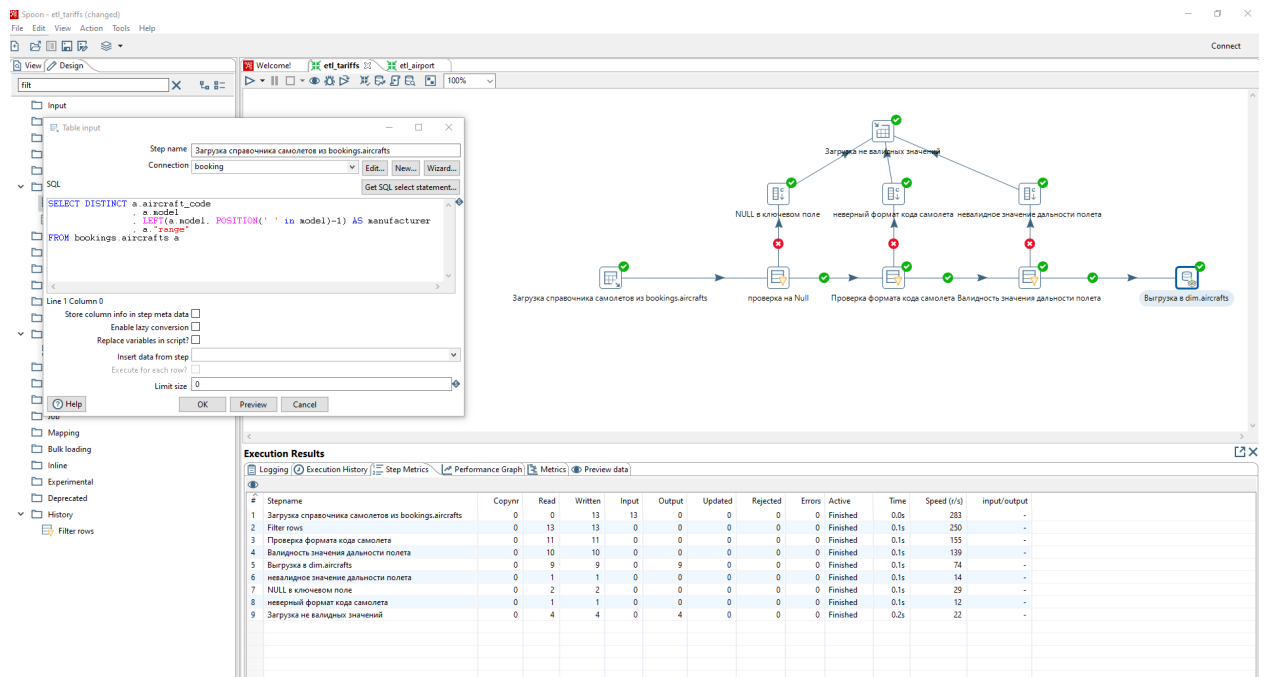 Spoon - etl_tariffs (changed)
File Edit View Action Tools Help
Connect
View Design
Welcome! etl_tariffs etl_airport
filt
100%
Input
Table input
Step name Загрузка справочника самолетов из bookings.aircrafts
Connection booking Edit... New... Wizard...
SQL Get SQL select statement...
SELECT DISTINCT a.aircraft_code
, a.model
, LEFT(a.model, POSITION(' ' in model)-1) AS manufacturer
, a."range"
FROM bookings.aircrafts a
Line 1 Column 0
Store column info in step meta data
Enable lazy conversion
Replace variables in script?
Insert data from step
Execute for each row?
Limit size 0
Help OK Preview Cancel
Job
Mapping
Bulk loading
Inline
Experimental
Deprecated
History
Filter rows
Загрузка не валидных значений
NULL в ключевом поле неверный формат кода самолета невалидное значение дальности полета
Загрузка справочника самолетов из bookings.aircrafts проверка на Null Проверка формата кода самолета Валидность значения дальности полета Выгрузка в dim.aircrafts
Execution Results
Logging Execution History Step Metrics Performance Graph Metrics Preview data
# Stepname Copynr Read Written Input Output Updated Rejected Errors Active Time Speed (r/s) input/output
1 Загрузка справочника самолетов из bookings.aircrafts 0 0 13 13 0 0 0 0 Finished 0.0s 283 -
2 Filter rows 0 13 13 0 0 0 0 0 Finished 0.1s 250 -
3 Проверка формата кода самолета 0 11 11 0 0 0 0 0 Finished 0.1s 155 -
4 Валидность значения дальности полета 0 10 10 0 0 0 0 0 Finished 0.1s 139 -
5 Выгрузка в dim.aircrafts 0 9 9 0 9 0 0 0 Finished 0.1s 74 -
6 невалидное значение дальности полета 0 1 1 0 0 0 0 0 Finished 0.1s 14 -
7 NULL в ключевом поле 0 2 2 0 0 0 0 0 Finished 0.1s 29 -
8 неверный формат кода самолета 0 1 1 0 0 0 0 0 Finished 0.1s 12 -
9 Загрузка не валидных значений 0 4 4 0 4 0 0 0 Finished 0.2s 22 -